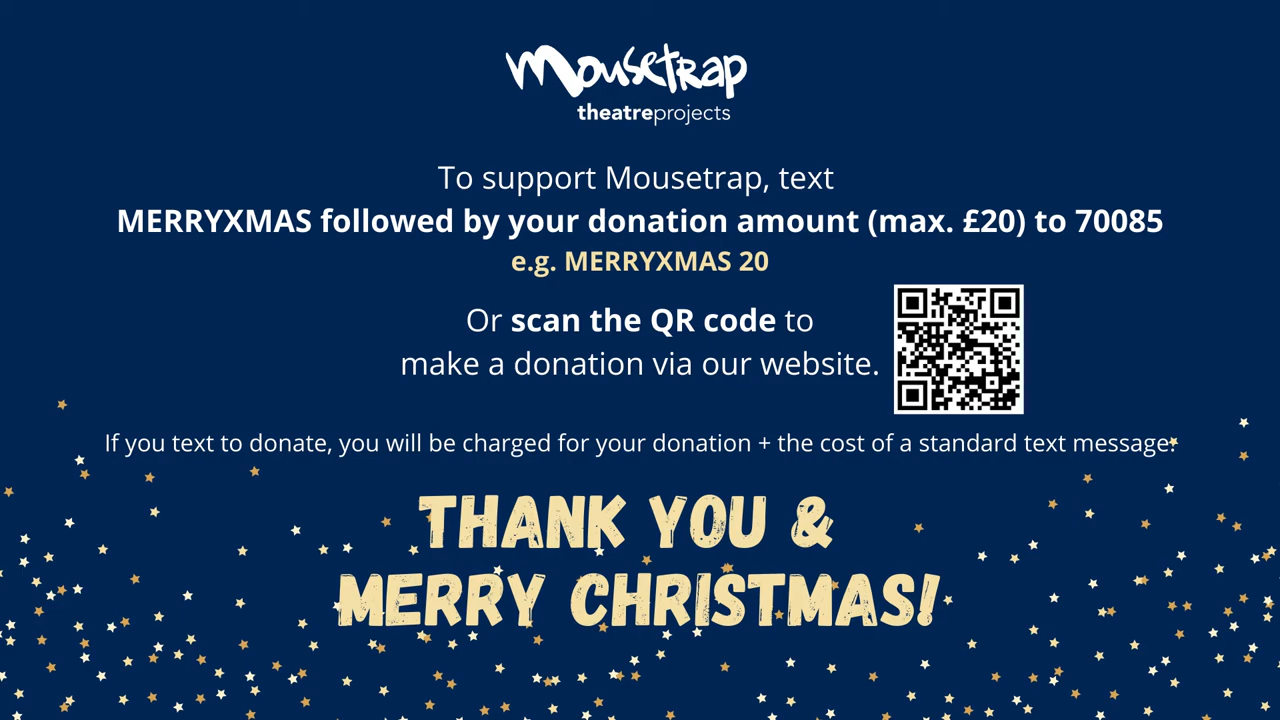 Mousetrap
theatreprojects
To support Mousetrap, text
MERRYXMAS followed by your donation amount (max. £20) to 70085
e.g. MERRYXMAS 20
Or scan the QR code to
make a donation via our website.
If you text to donate, you will be charged for your donation + the cost of a standard text message.
THANK YOU &
MERRY CHRISTMAS!